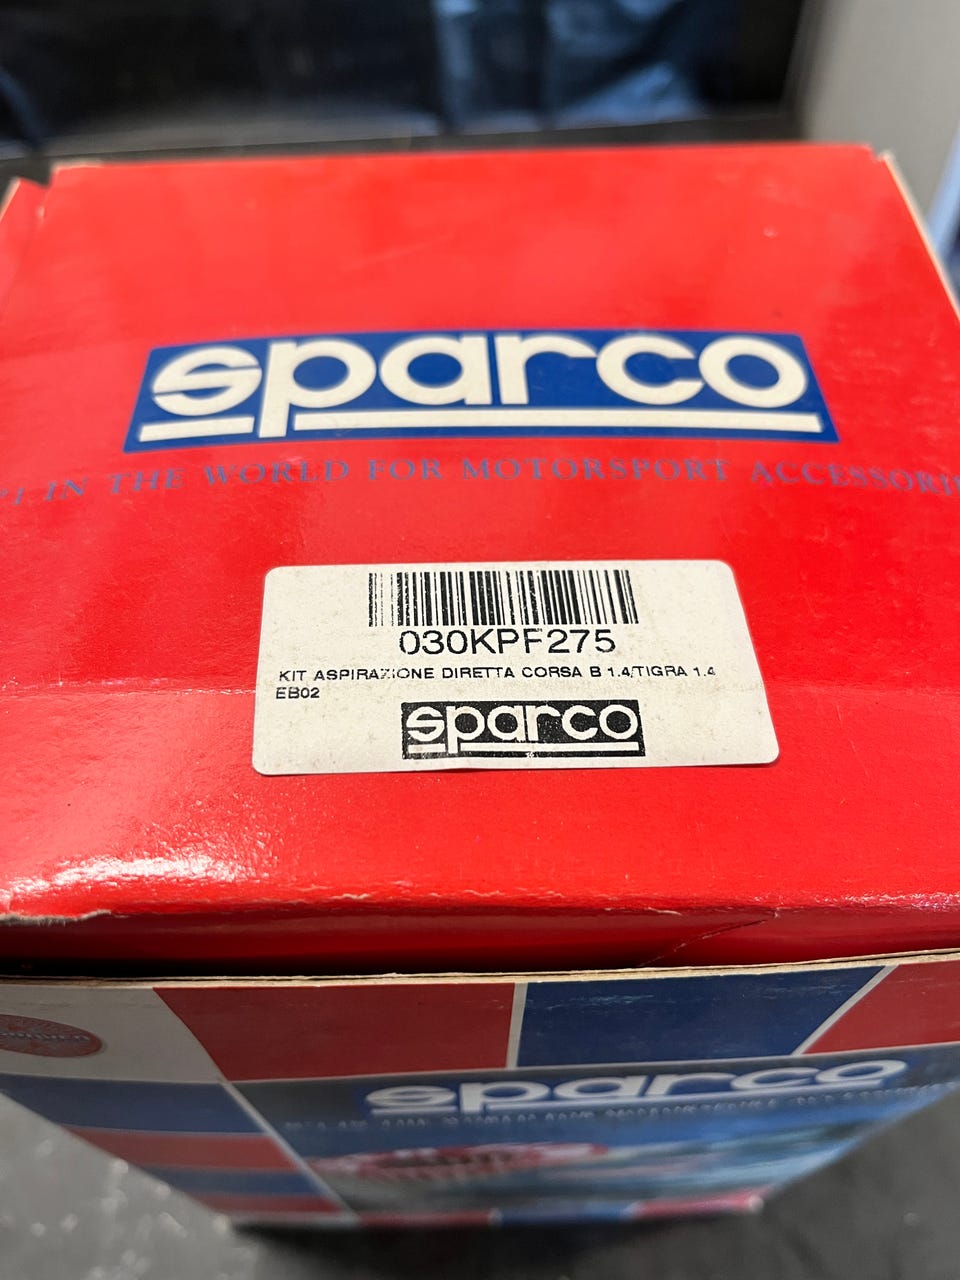 sparco
IN THE WORLD FOR MOTORSPORT
030KPF275
KIT ASPIRAZIONE DIRETTA CORSA B 1.4/TIGRA 1.4
EB02
sparco
sparco